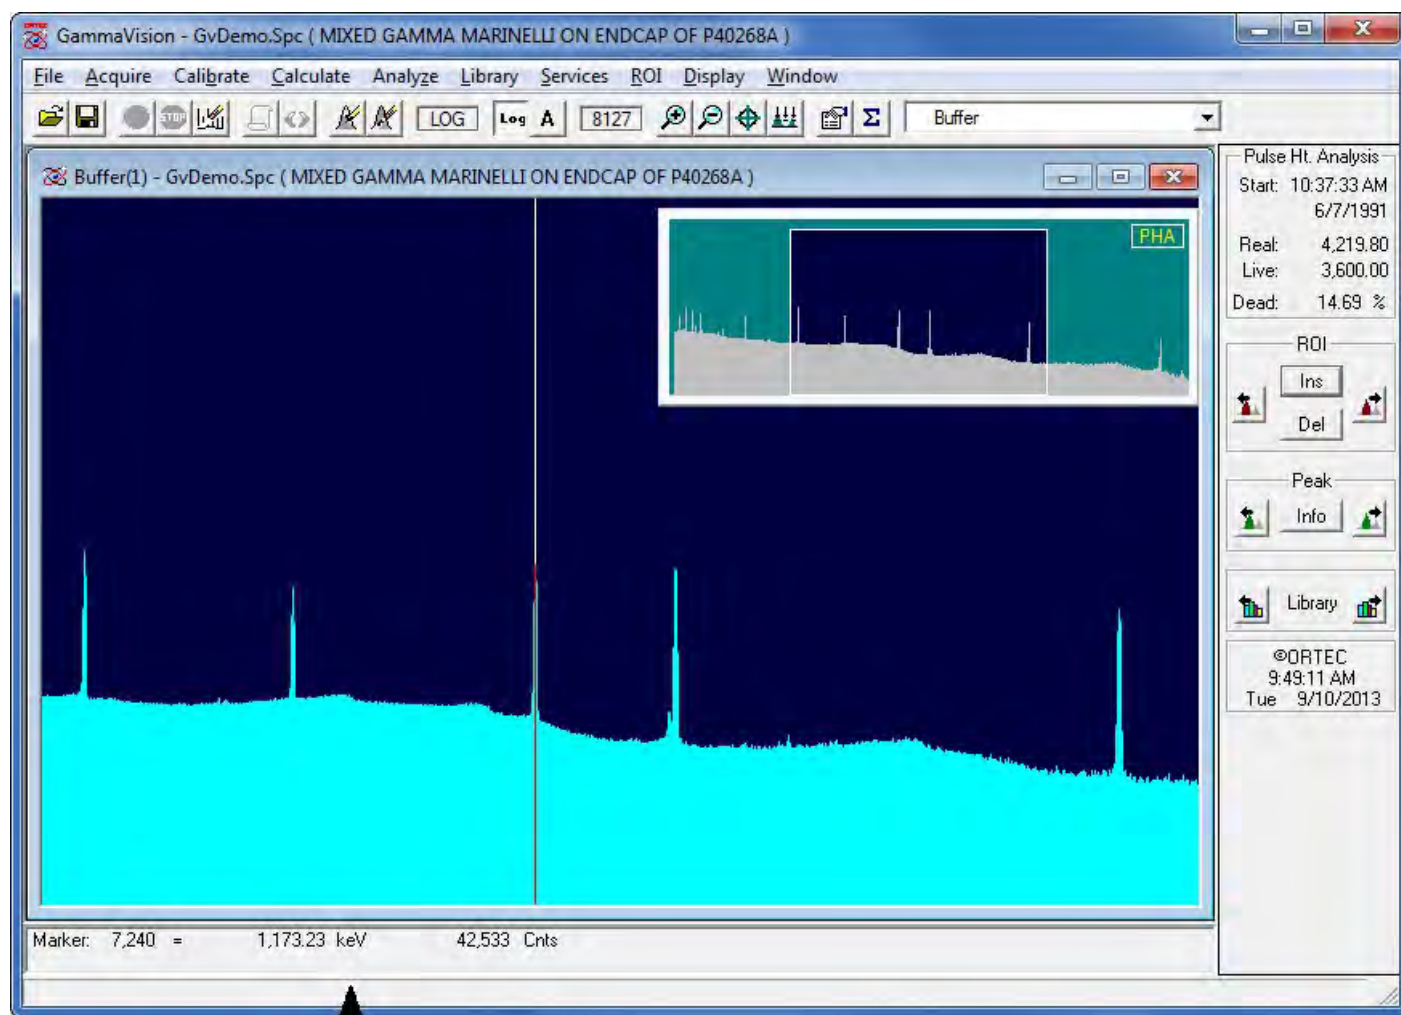 GammaVision - GvDemo.Spc ( MIXED GAMMA MARINELLI ON ENDCAP OF P40268A )
File Acquire Calibrate Calculate Analyze Library Services ROI Display Window
STOP LOG Log A 8127 Σ Buffer
Buffer(1) - GvDemo.Spc ( MIXED GAMMA MARINELLI ON ENDCAP OF P40268A )
PHA
Pulse Ht. Analysis
Start: 10:37:33 AM
6/7/1991
Real: 4,219.80
Live: 3,600.00
Dead: 14.69 %
ROI
Ins
Del
Peak
Info
Library
©ORTEC
9:49:11 AM
Tue 9/10/2013
Marker: 7,240 = 1,173.23 keV 42,533 Cnts